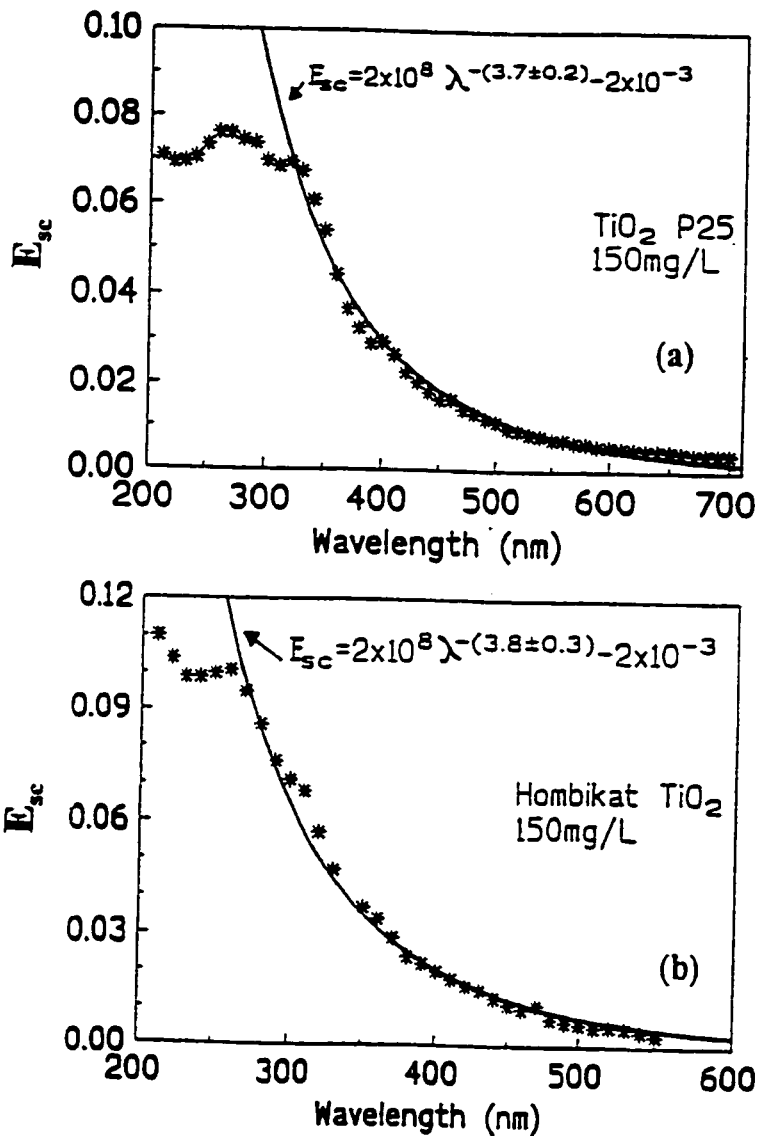 0.10
0.08
0.06
0.04
0.02
0.00
E_sc
E_sc=2x10^8 λ^-(3.7±0.2)-2x10^-3
TiO_2 P25
150mg/L
(a)
200 300 400 500 600 700
Wavelength (nm)
0.12
0.09
0.06
0.03
0.00
E_sc
E_sc=2x10^8 λ^-(3.8±0.3)-2x10^-3
Hombikat TiO_2
150mg/L
(b)
200 300 400 500 600
Wavelength (nm)